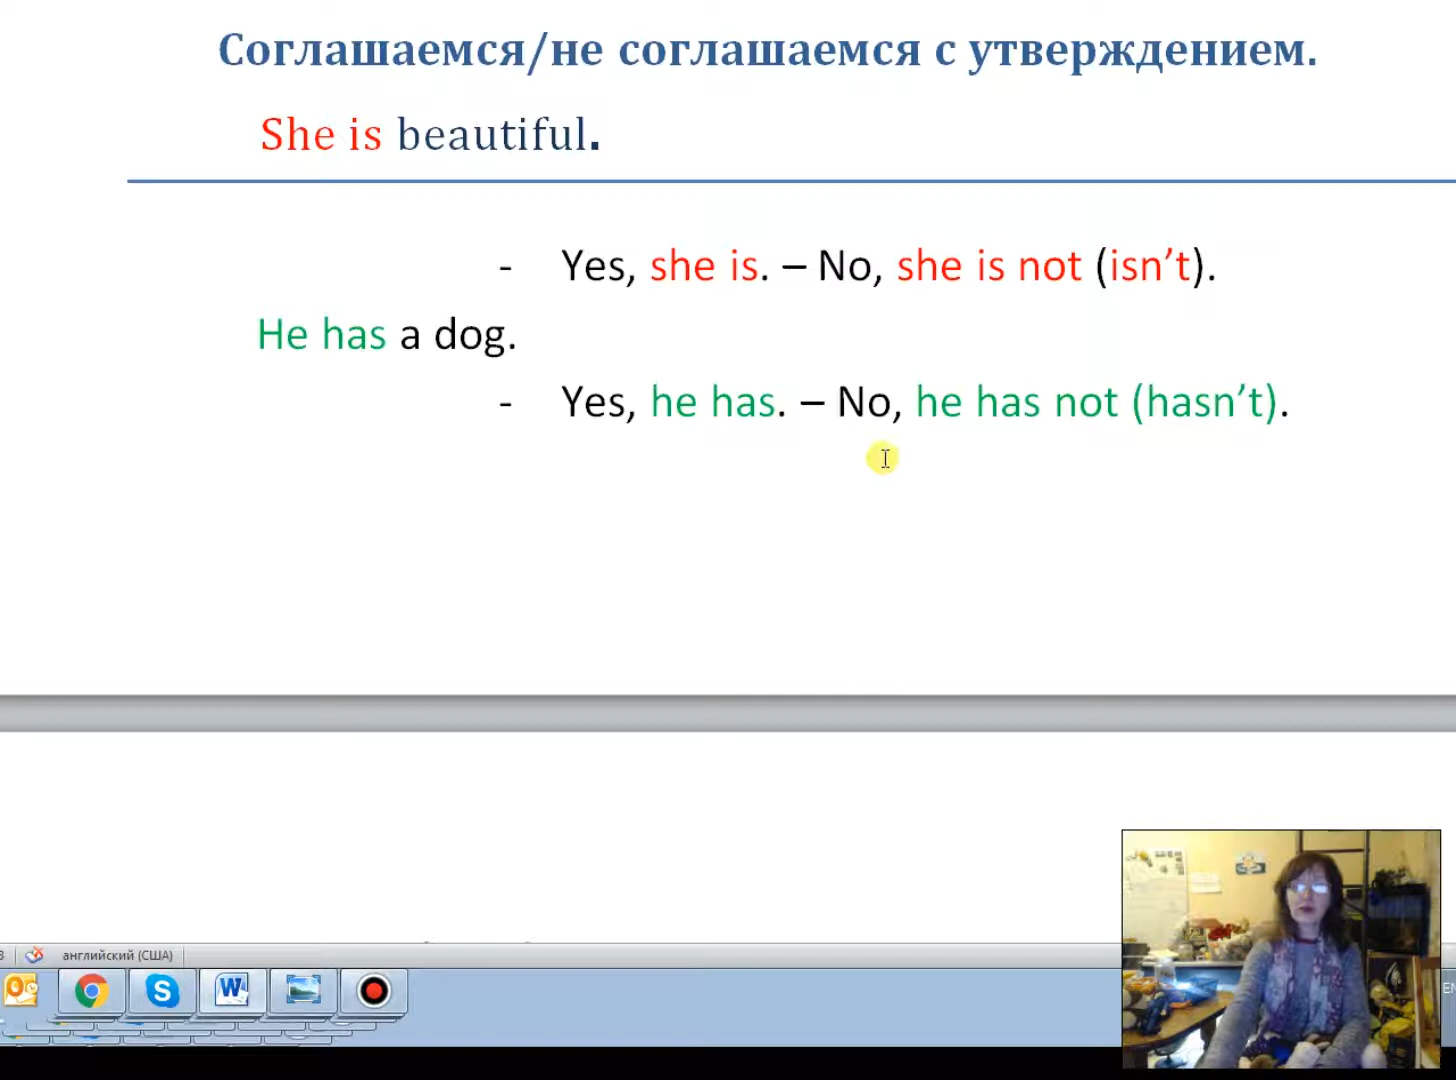 Соглашаемся/не соглашаемся с утверждением.
She is beautiful.
- Yes, she is. – No, she is not (isn’t).
He has a dog.
- Yes, he has. – No, he has not (hasn’t).
английский (США)
EN